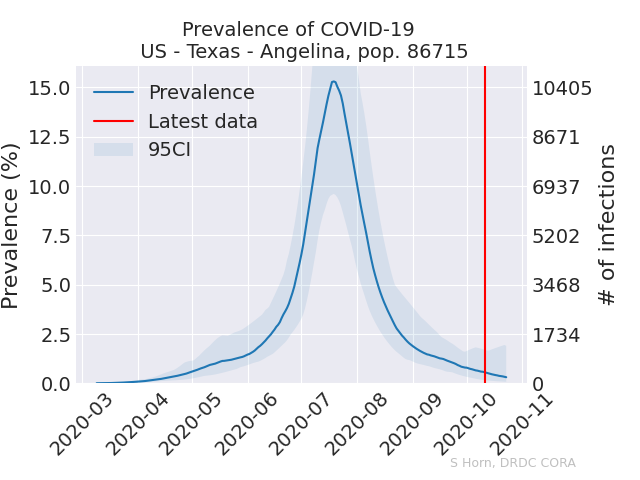 Prevalence of COVID-19
US - Texas - Angelina, pop. 86715
Prevalence (%)
15.0
12.5
10.0
7.5
5.0
2.5
0.0
Prevalence
Latest data
95CI
10405
8671
6937
5202
3468
1734
0
# of infections
2020-03
2020-04
2020-05
2020-06
2020-07
2020-08
2020-09
2020-10
2020-11
S Horn, DRDC CORA